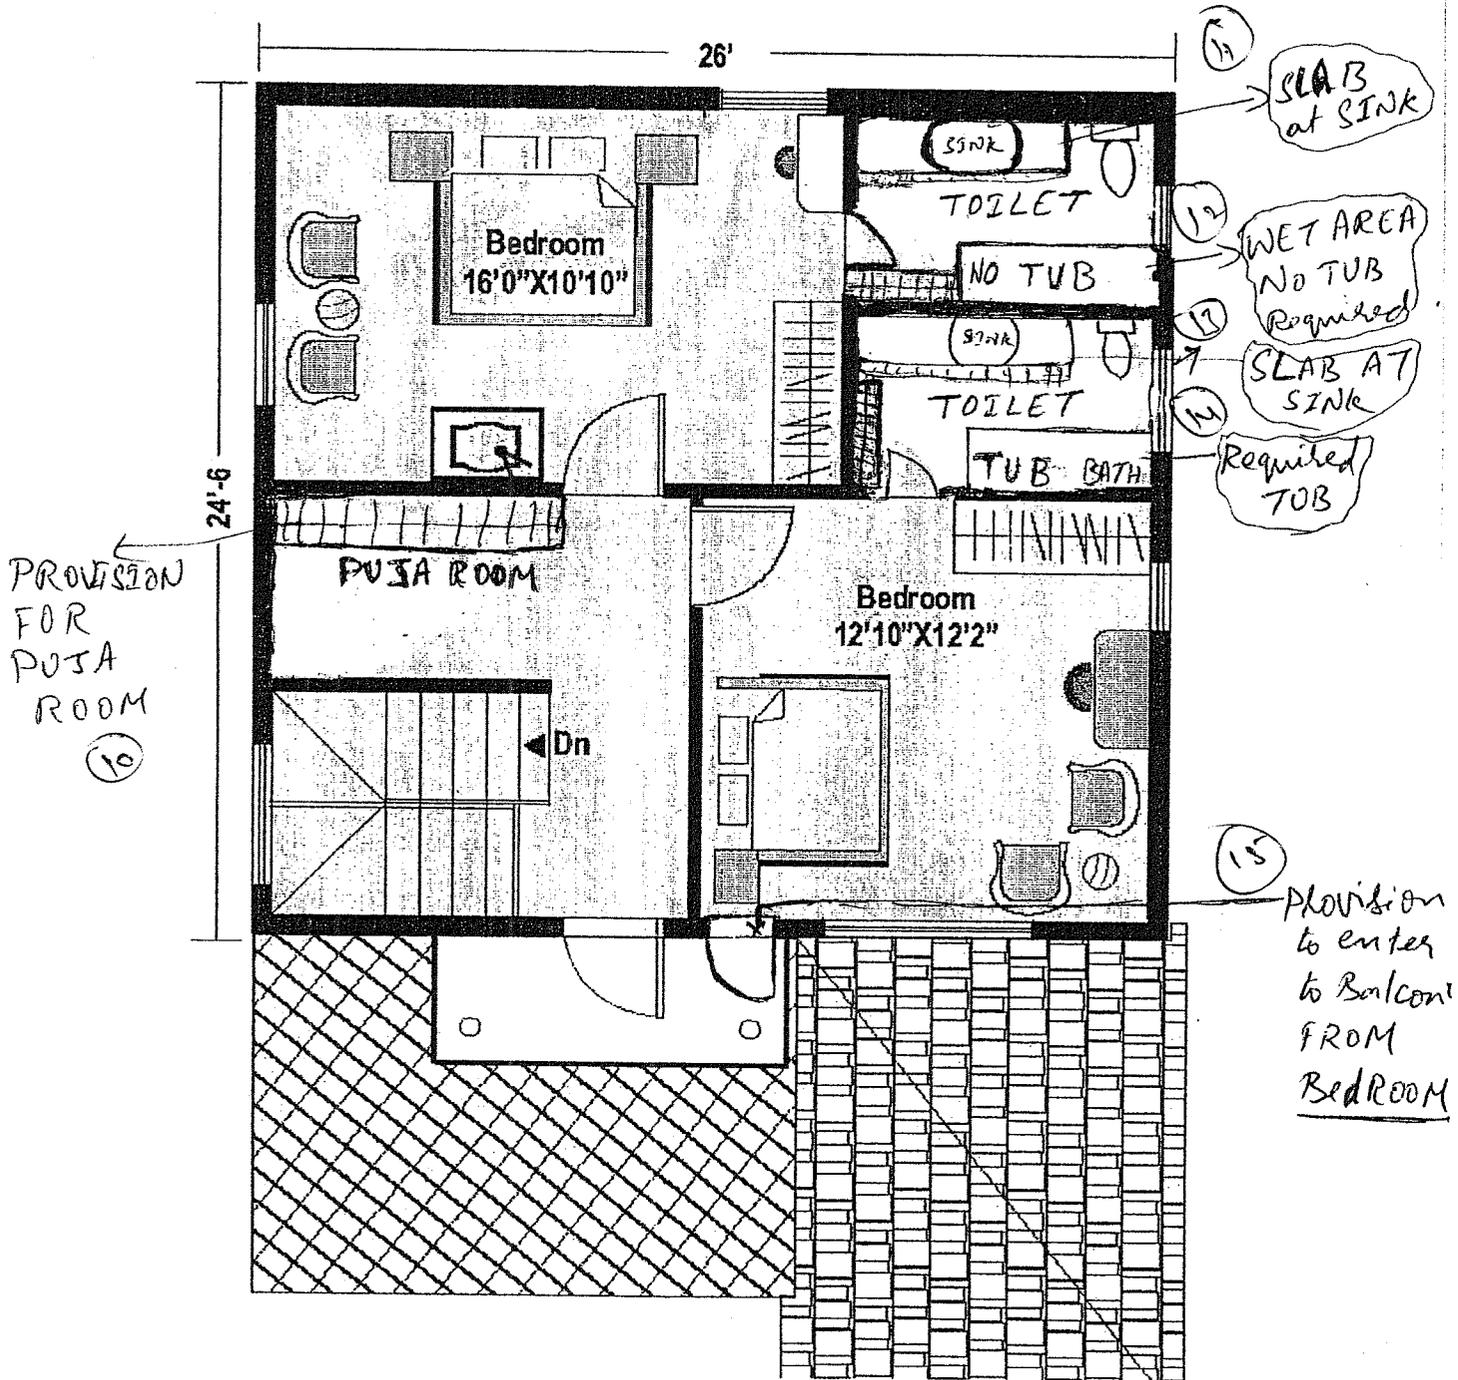 26'
11
SLAB
at SINK
SINK
TOILET
12
WET AREA
NO TUB
Required
Bedroom
16'0"X10'10"
NO TUB
13
SINK
SLAB AT
SINK
TOILET
14
TUB BATH
Required
TUB
24'-6
PROVISION
FOR
PUJA
ROOM
10
PUJA ROOM
Bedroom
12'10"X12'2"
Dn
15
Provision
to enter
to Balconi
FROM
BedROOM